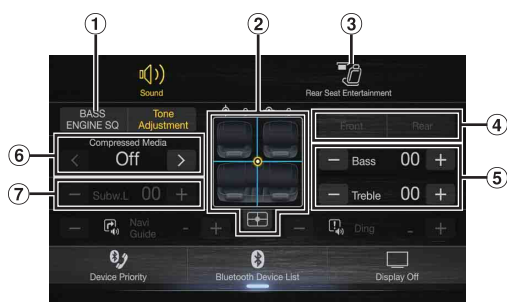 1 2 3
Sound
Rear Seat Entertainment
BASS
ENGINE SQ
Tone
Adjustment
Front Rear
4
6
Compressed Media
< Off >
− Bass 00 +
5
7
− Subw.L 00 +
− Treble 00 +
− Navi
Guide - +
− Ding - +
Device Priority
Bluetooth Device List
Display Off